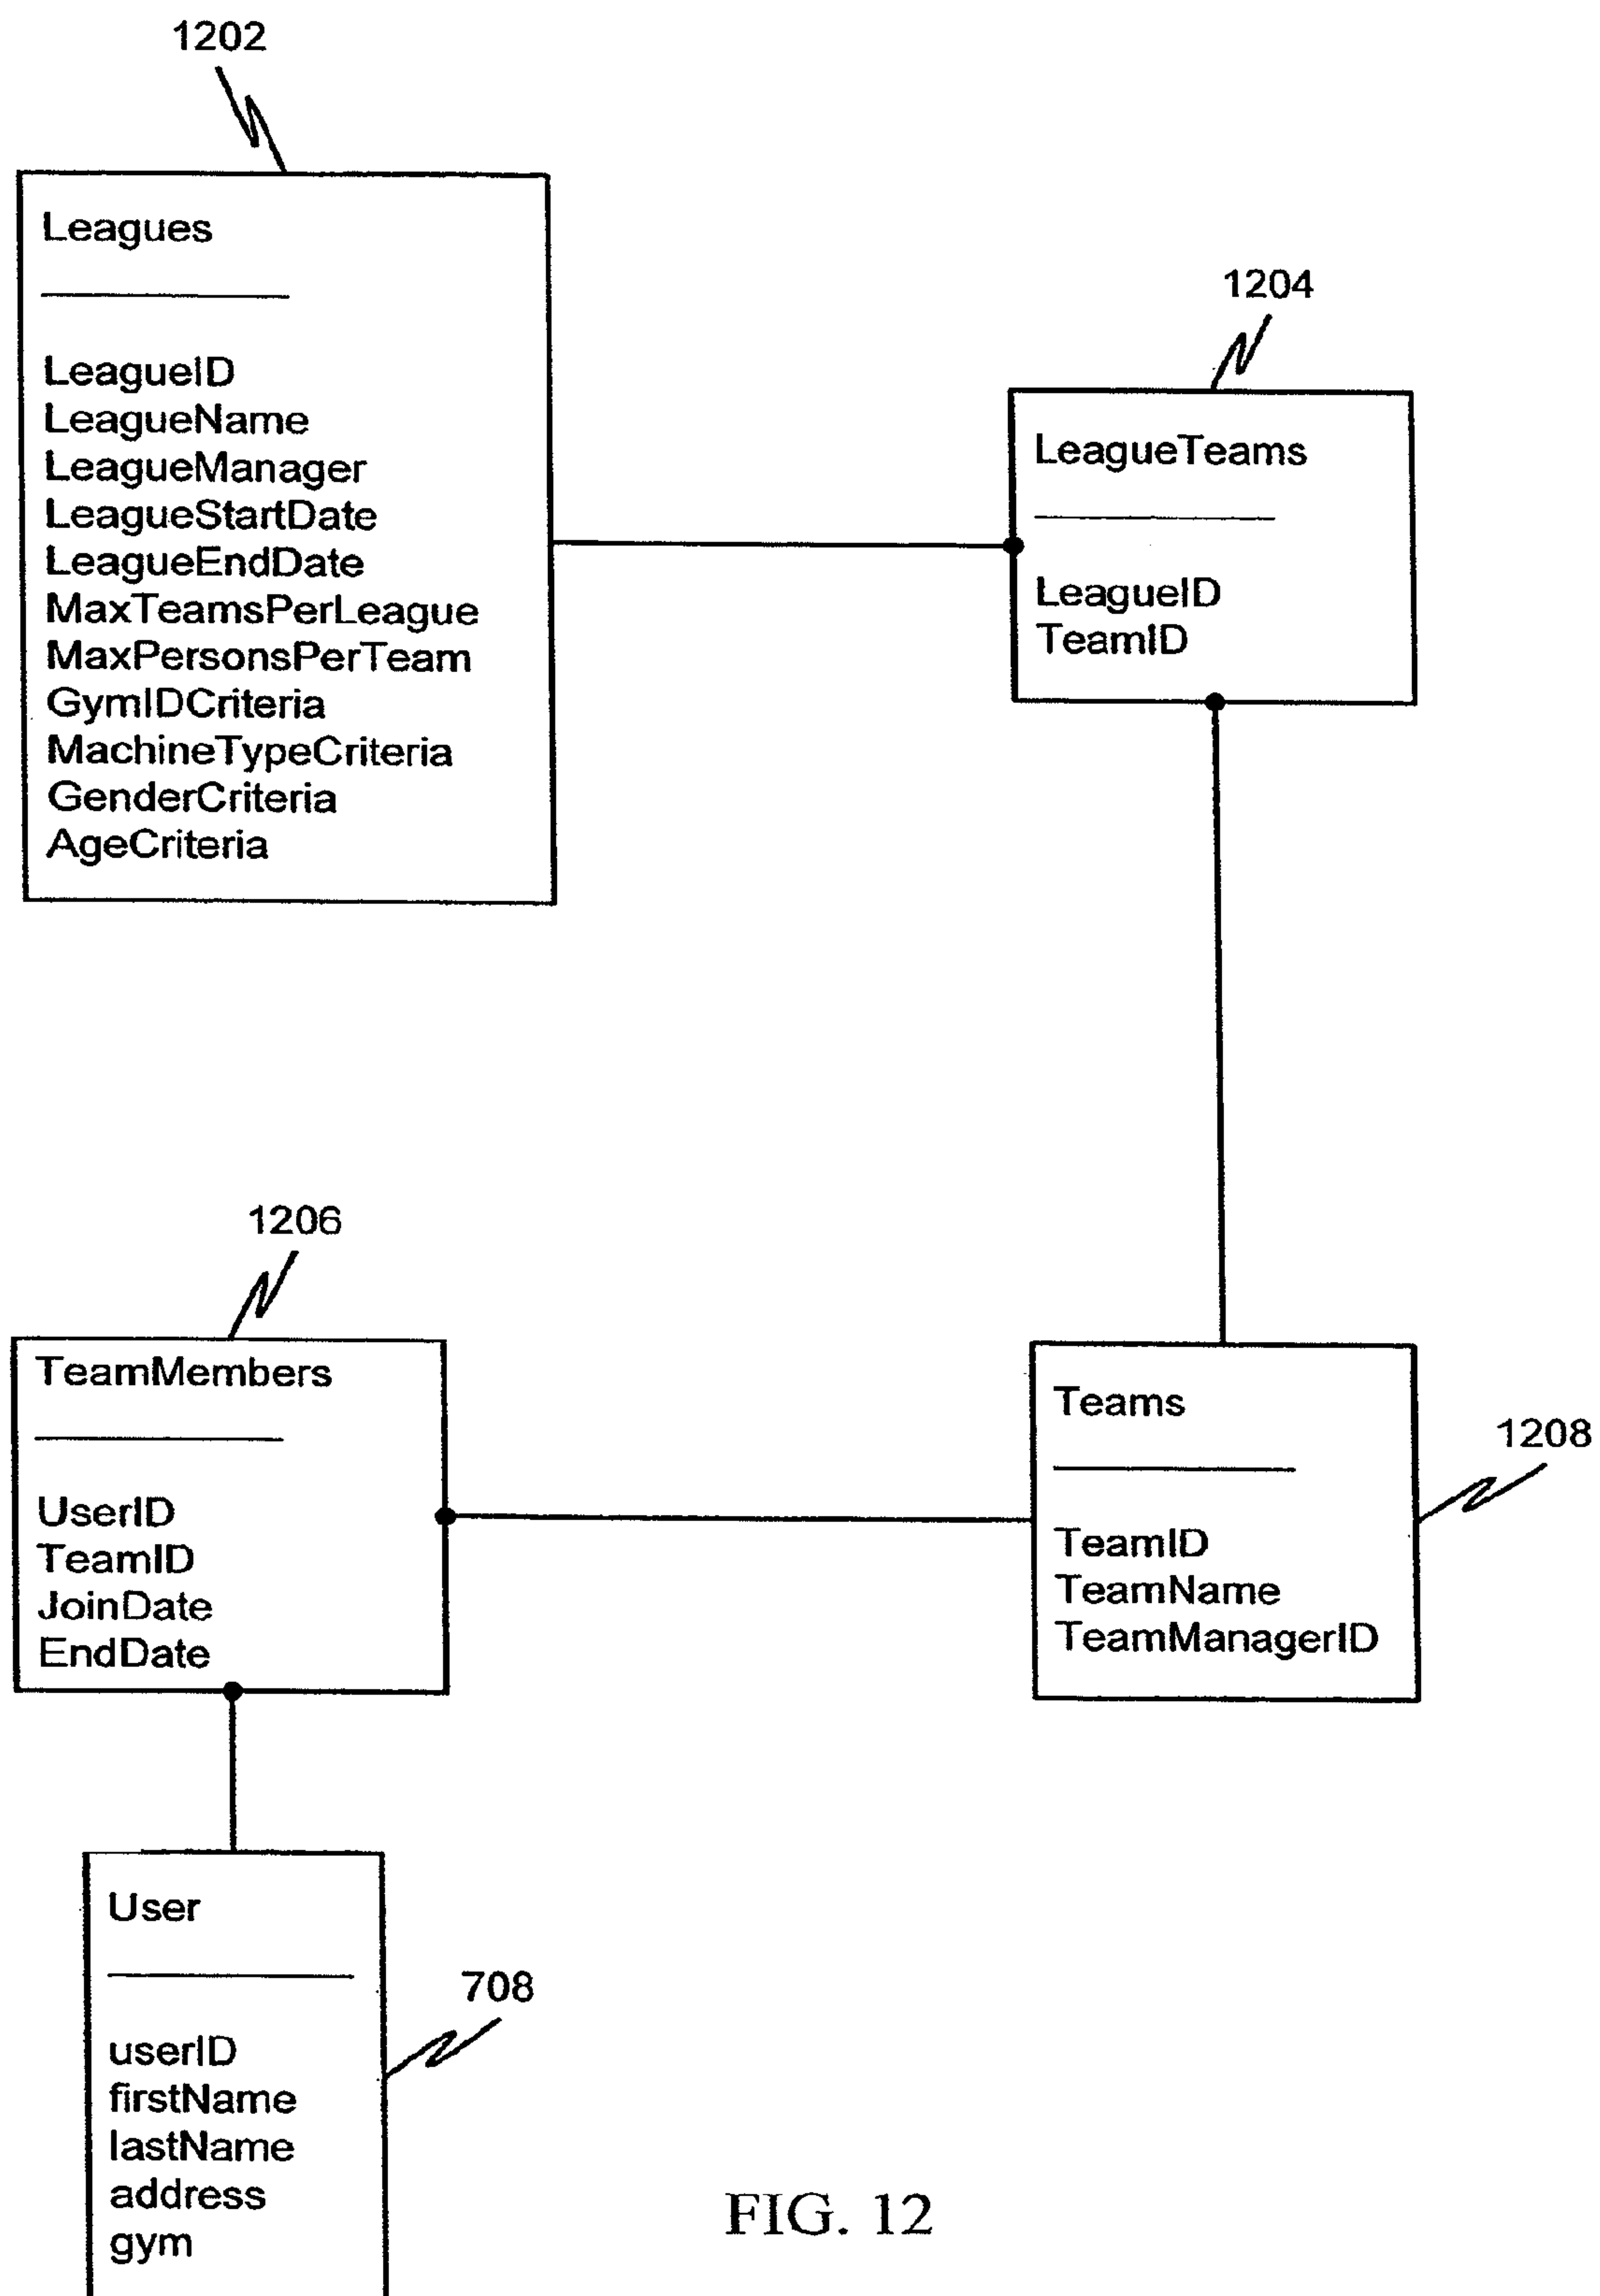 1202
Leagues
LeagueID
LeagueName
LeagueManager
LeagueStartDate
LeagueEndDate
MaxTeamsPerLeague
MaxPersonsPerTeam
GymIDCriteria
MachineTypeCriteria
GenderCriteria
AgeCriteria
1204
LeagueTeams
LeagueID
TeamID
1206
TeamMembers
UserID
TeamID
JoinDate
EndDate
Teams
1208
TeamID
TeamName
TeamManagerID
User
708
userID
firstName
lastName
address
gym
FIG. 12